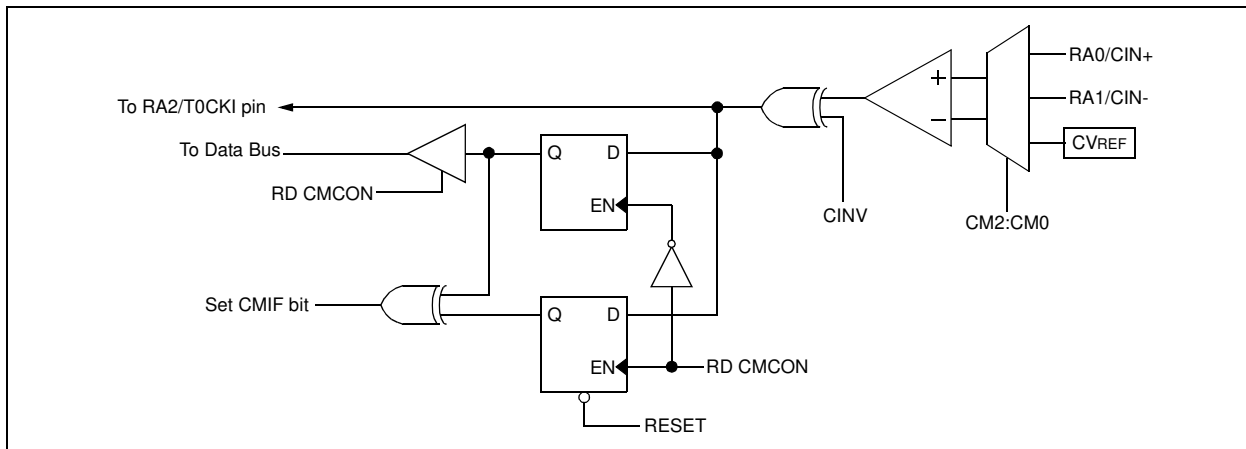 RA0/CIN+
To RA2/T0CKI pin
RA1/CIN-
To Data Bus
Q D
CVREF
RD CMCON
EN
CINV
CM2:CM0
Set CMIF bit
Q D
EN
RD CMCON
RESET